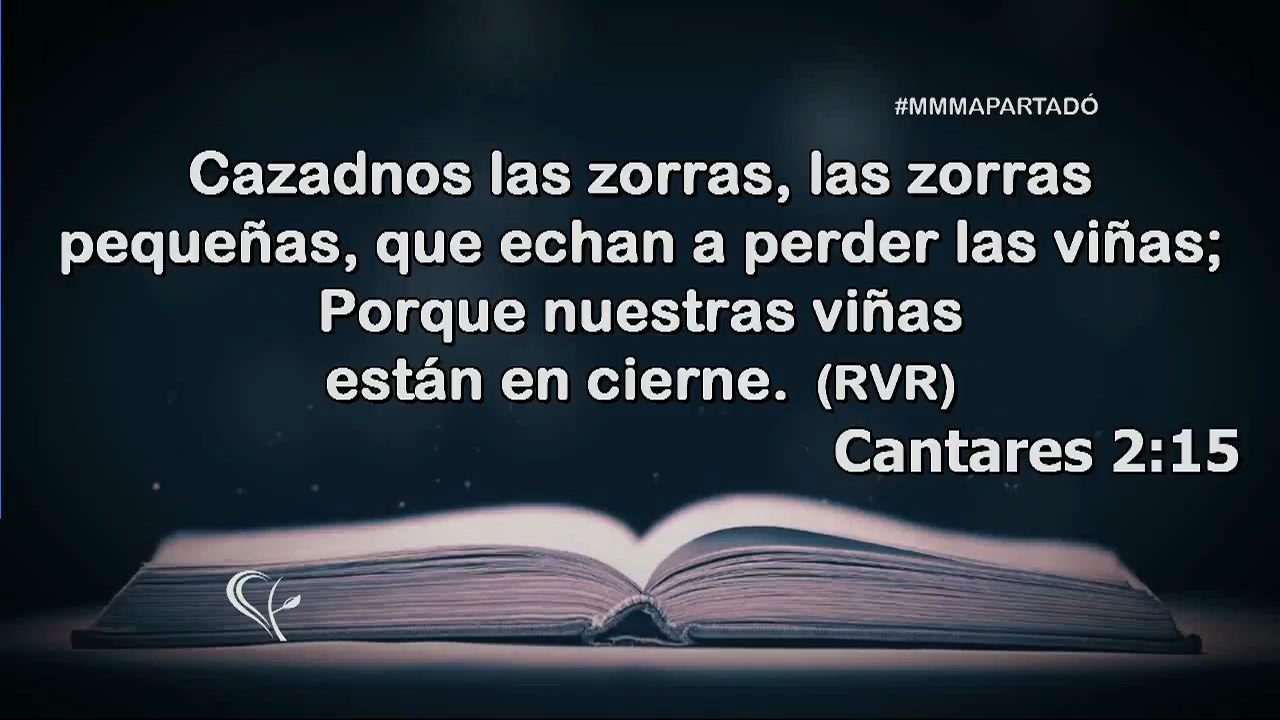 #MMMAPARTADÓ
Cazadnos las zorras, las zorras
pequeñas, que echan a perder las viñas;
Porque nuestras viñas
están en cierne. (RVR)
Cantares 2:15